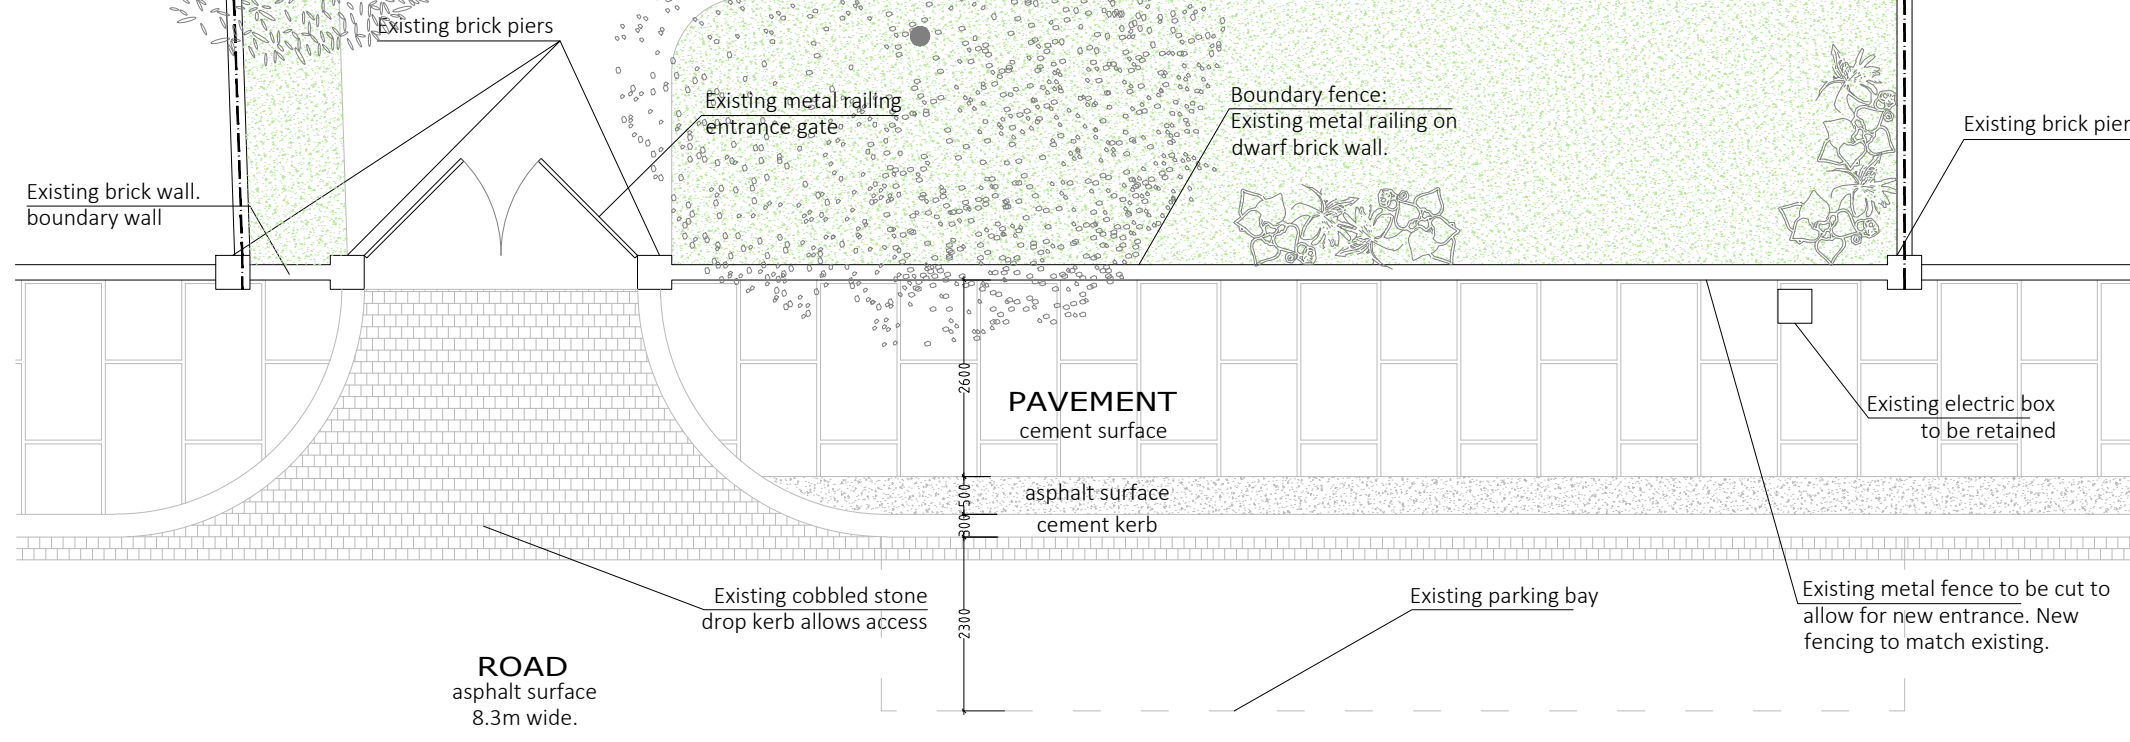 Existing brick piers
Existing metal railing
entrance gate
Boundary fence:
Existing metal railing on
dwarf brick wall.
Existing brick pier
Existing brick wall.
boundary wall
2600
PAVEMENT
cement surface
Existing electric box
to be retained
500
asphalt surface
300
cement kerb
Existing cobbled stone
drop kerb allows access
2300
Existing parking bay
Existing metal fence to be cut to
allow for new entrance. New
fencing to match existing.
ROAD
asphalt surface
8.3m wide.